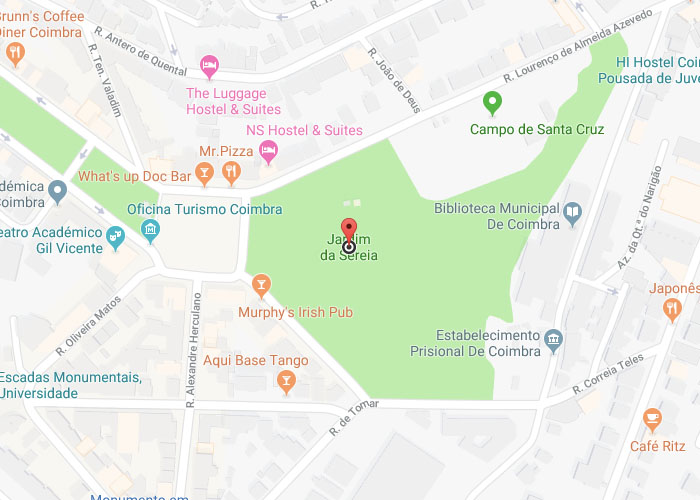 Brunn's Coffee
Diner Coimbra
R. Antero de Quental
R. Ten. Valadim
R. João de Deus
R. Lourenço de Almeida Azevedo
HI Hostel Coi
Pousada de Juve
The Luggage
Hostel & Suites
NS Hostel & Suites
Campo de Santa Cruz
Mr.Pizza
What's up Doc Bar
démica
Coimbra
Oficina Turismo Coimbra
eatro Académico
Gil Vicente
Biblioteca Municipal
De Coimbra
Az. da Qt.ª do Narigão
Jardim
da Sereia
Japonês
R. Oliveira Matos
R. Alexandre Herculano
Murphy's Irish Pub
Estabelecimento
Prisional De Coimbra
Aqui Base Tango
R. Correia Teles
Escadas Monumentais,
Universidade
R. de Tomar
Café Ritz
Monumento em